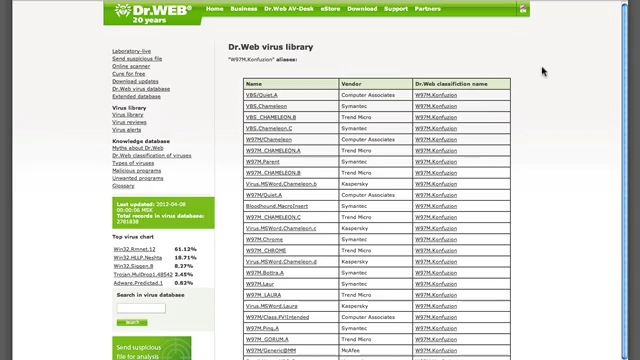 Dr.WEB®
20 years
Home Business Dr.Web AV-Desk eStore Download Support Partners
Laboratory-live
Send suspicious file
Online scanner
Cure for free
Download updates
Dr.Web virus database
Extended database
Virus library
Virus library
Virus reviews
Virus alerts
Knowledge database
Myths about Dr.Web
Dr.Web classification of viruses
Types of viruses
Malicious programs
Unwanted programs
Glossary
Last updated: 2012-04-08
00:00:06 MSK
Total records in virus database:
2781838
Top virus chart
Win32.Rmnet.12 61.12%
Win32.HLLP.Neshta 18.71%
Win32.Siggen.8 8.27%
Trojan.MulDrop1.48542 2.45%
Adware.Predictad.1 0.82%
Search in virus database
Search
Send suspicious
file for analysis
Dr.Web virus library
"W97M.Konfuzion" aliases:
Name Vendor Dr.Web classifiction name
VBS/Quiet.A Computer Associates W97M.Konfuzion
VBS.Chameleon Symantec W97M.Konfuzion
VBS_CHAMELEON.B Trend Micro W97M.Konfuzion
VBS.Chameleon.C Symantec W97M.Konfuzion
W97M/Chameleon Computer Associates W97M.Konfuzion
W97M_CHAMELEON.A Trend Micro W97M.Konfuzion
W97M.Parent Symantec W97M.Konfuzion
W97M_CHAMELEON.B Trend Micro W97M.Konfuzion
Virus.MSWord.Chameleon.b Kaspersky W97M.Konfuzion
W97M/Quiet.A Computer Associates W97M.Konfuzion
Bloodhound.MacroInsert Symantec W97M.Konfuzion
W97M_CHAMELEON.C Trend Micro W97M.Konfuzion
Virus.MSWord.Chameleon.c Kaspersky W97M.Konfuzion
W97M.Chrome Symantec W97M.Konfuzion
W97M_CHROME Trend Micro W97M.Konfuzion
Virus.MSWord.Chameleon.d Kaspersky W97M.Konfuzion
W97M.Bottra.A Symantec W97M.Konfuzion
W97M.Laur Symantec W97M.Konfuzion
W97M_LAURA Trend Micro W97M.Konfuzion
Virus.MSWord.Laura Kaspersky W97M.Konfuzion
W97M/Class.FVIIntended Computer Associates W97M.Konfuzion
W97M.Ping.A Symantec W97M.Konfuzion
W97M_GORUM.A Trend Micro W97M.Konfuzion
W97M/Generic@MM McAfee W97M.Konfuzion